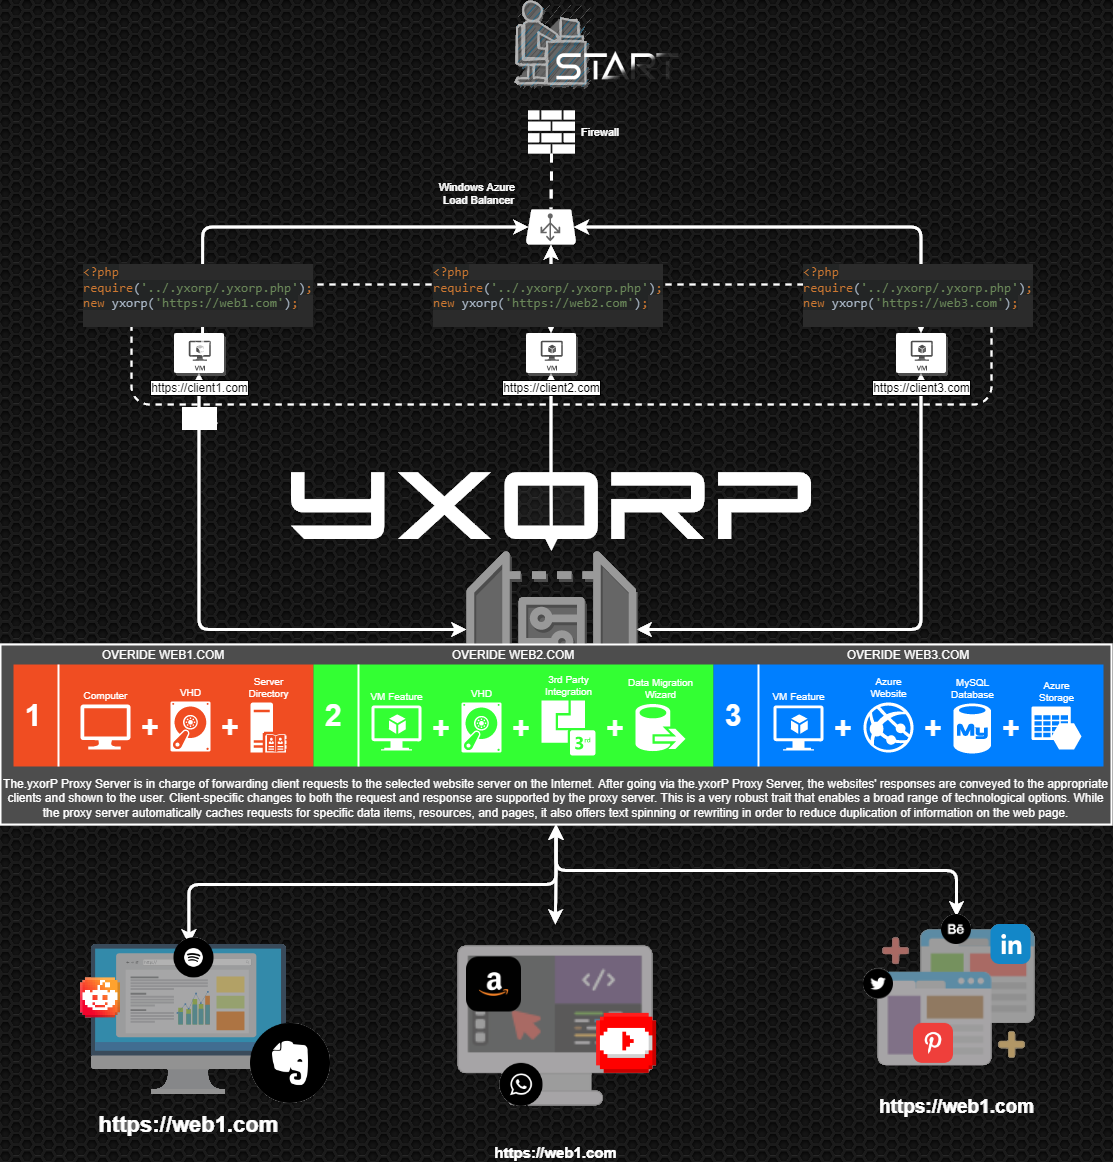 START
Firewall
Windows Azure
Load Balancer
<?php
require('../.yxorp/.yxorp.php');
new yxorp('https://web1.com');
<?php
require('../.yxorp/.yxorp.php');
new yxorp('https://web2.com');
<?php
require('../.yxorp/.yxorp.php');
new yxorp('https://web3.com');
VM
VM
VM
https://client1.com
https://client2.com
https://client3.com
YXORP
OVERIDE WEB1.COM
OVERIDE WEB2.COM
OVERIDE WEB3.COM
1
Computer
+
VHD
+
Server
Directory
2
VM Feature
+
VHD
+
3rd Party
Integration
3rd
+
Data Migration
Wizard
3
VM Feature
+
Azure
Website
+
MySQL
Database
My
+
Azure
Storage
The.yxorP Proxy Server is in charge of forwarding client requests to the selected website server on the Internet. After going via the.yxorP Proxy Server, the websites' responses are conveyed to the appropriate
clients and shown to the user. Client-specific changes to both the request and response are supported by the proxy server. This is a very robust trait that enables a broad range of technological options. While
the proxy server automatically caches requests for specific data items, resources, and pages, it also offers text spinning or rewriting in order to reduce duplication of information on the web page.
a
</>
Bē
in
https://web1.com
https://web1.com
https://web1.com